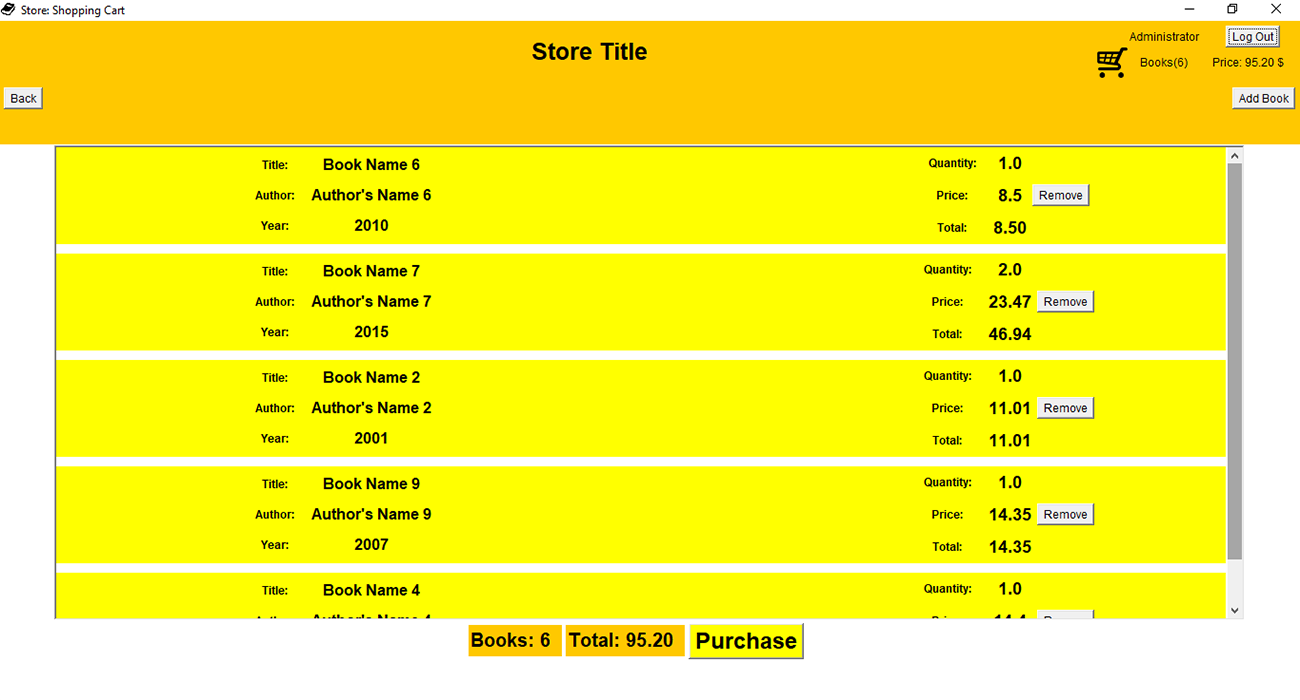 Store: Shopping Cart
Store Title
Administrator Log Out
Books(6) Price: 95.20 $
Back Add Book
Title: Book Name 6 Quantity: 1.0
Author: Author's Name 6 Price: 8.5 Remove
Year: 2010 Total: 8.50
Title: Book Name 7 Quantity: 2.0
Author: Author's Name 7 Price: 23.47 Remove
Year: 2015 Total: 46.94
Title: Book Name 2 Quantity: 1.0
Author: Author's Name 2 Price: 11.01 Remove
Year: 2001 Total: 11.01
Title: Book Name 9 Quantity: 1.0
Author: Author's Name 9 Price: 14.35 Remove
Year: 2007 Total: 14.35
Title: Book Name 4 Quantity: 1.0
Author's Name 4 14.4
Books: 6 Total: 95.20 Purchase